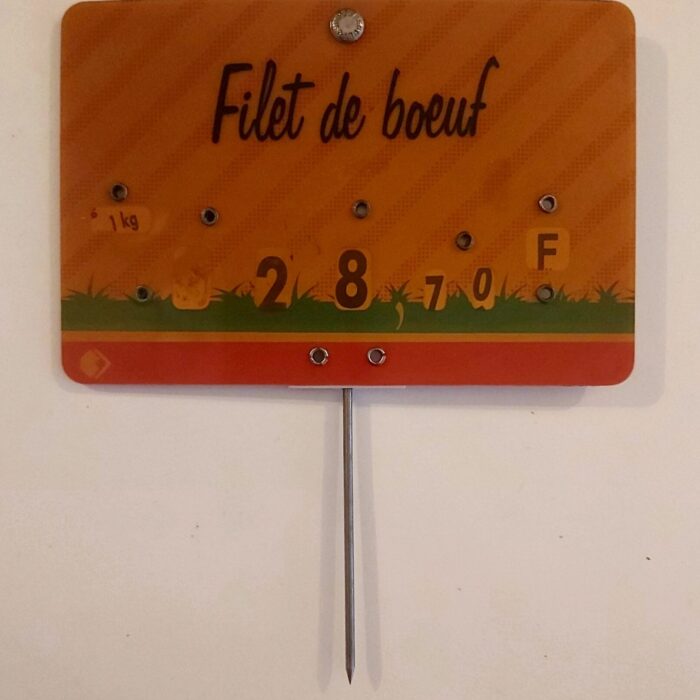 Filet de boeuf
1 kg
28,70 F